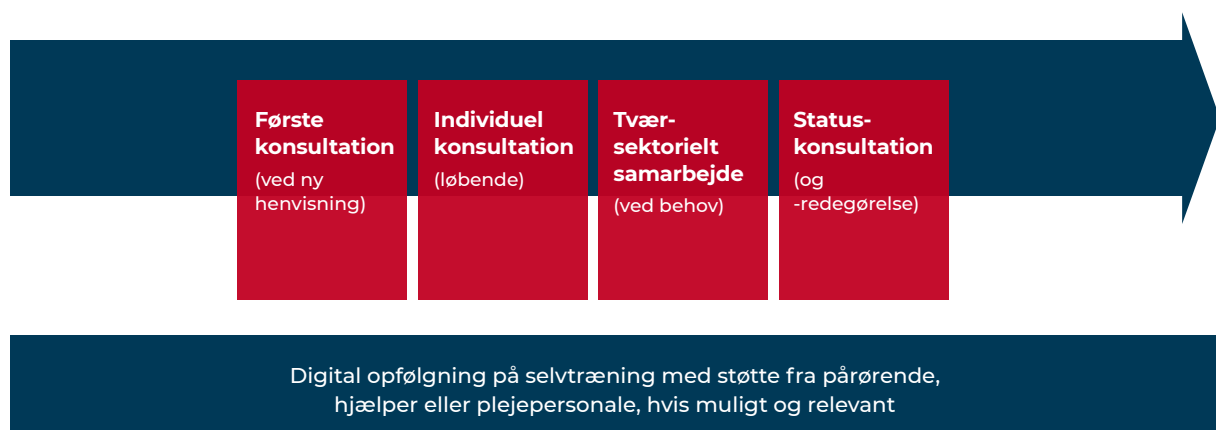 Første
konsultation
(ved ny
henvisning)
Individuel
konsultation
(løbende)
Tvær-
sektorielt
samarbejde
(ved behov)
Status-
konsultation
(og
-redegørelse)
Digital opfølgning på selvtræning med støtte fra pårørende,
hjælper eller plejepersonale, hvis muligt og relevant